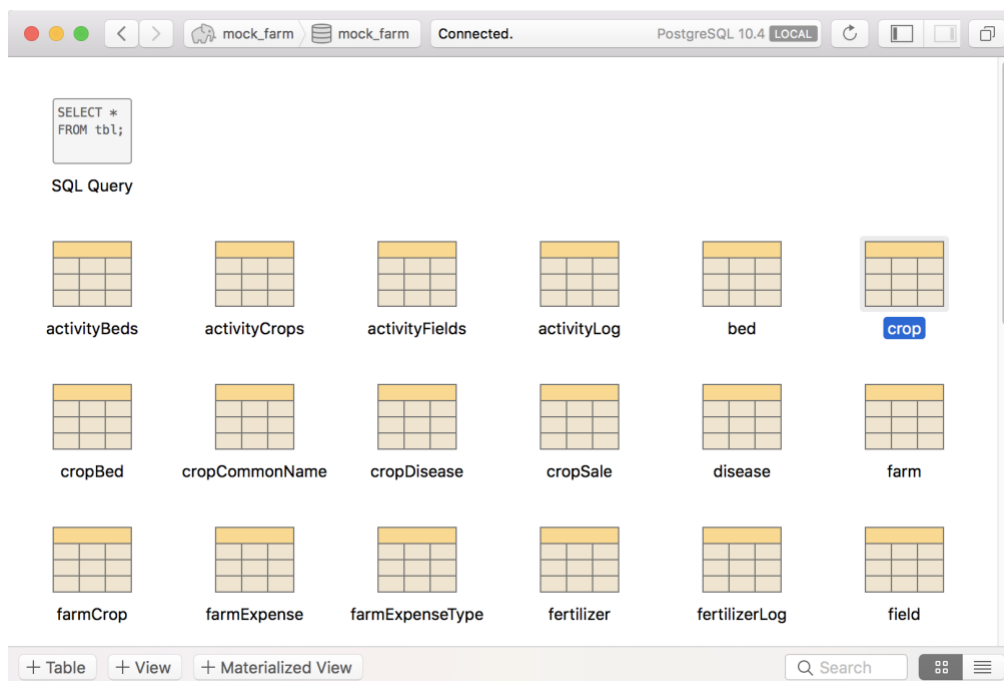 mock_farm mock_farm Connected. PostgreSQL 10.4 LOCAL
SELECT *
FROM tbl;
SQL Query
activityBeds activityCrops activityFields activityLog bed crop
cropBed cropCommonName cropDisease cropSale disease farm
farmCrop farmExpense farmExpenseType fertilizer fertilizerLog field
+ Table + View + Materialized View Search